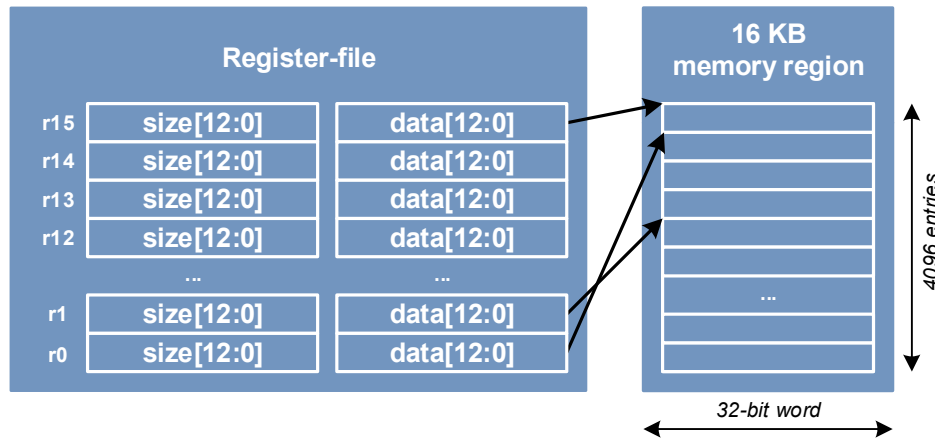 Register-file
16 KB
memory region
r15 size[12:0] data[12:0]
r14 size[12:0] data[12:0]
r13 size[12:0] data[12:0]
r12 size[12:0] data[12:0]
... ...
r1 size[12:0] data[12:0]
r0 size[12:0] data[12:0]
...
4096 entries
32-bit word